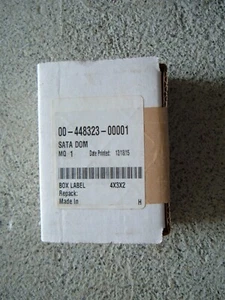 00-448323-00001
SATA DOM
MQ 1 Date Printed: 12/18/15
BOX LABEL 4X3X2
Repack:
Made In H